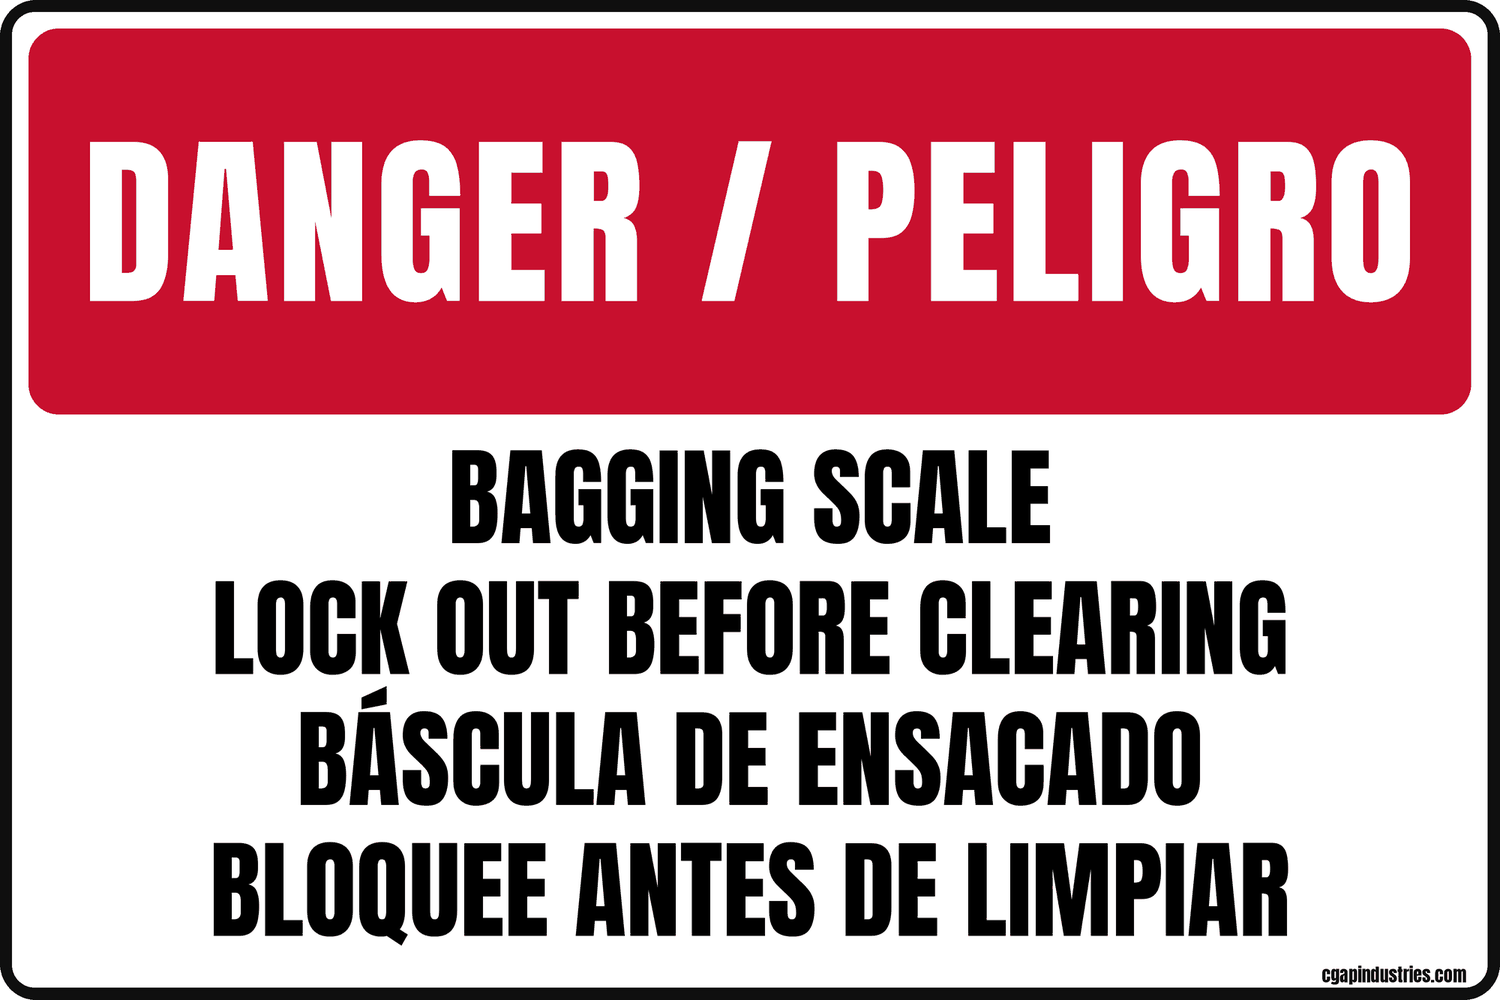 DANGER / PELIGRO
BAGGING SCALE
LOCK OUT BEFORE CLEARING
BÁSCULA DE ENSACADO
BLOQUEE ANTES DE LIMPIAR
cgapindustries.com